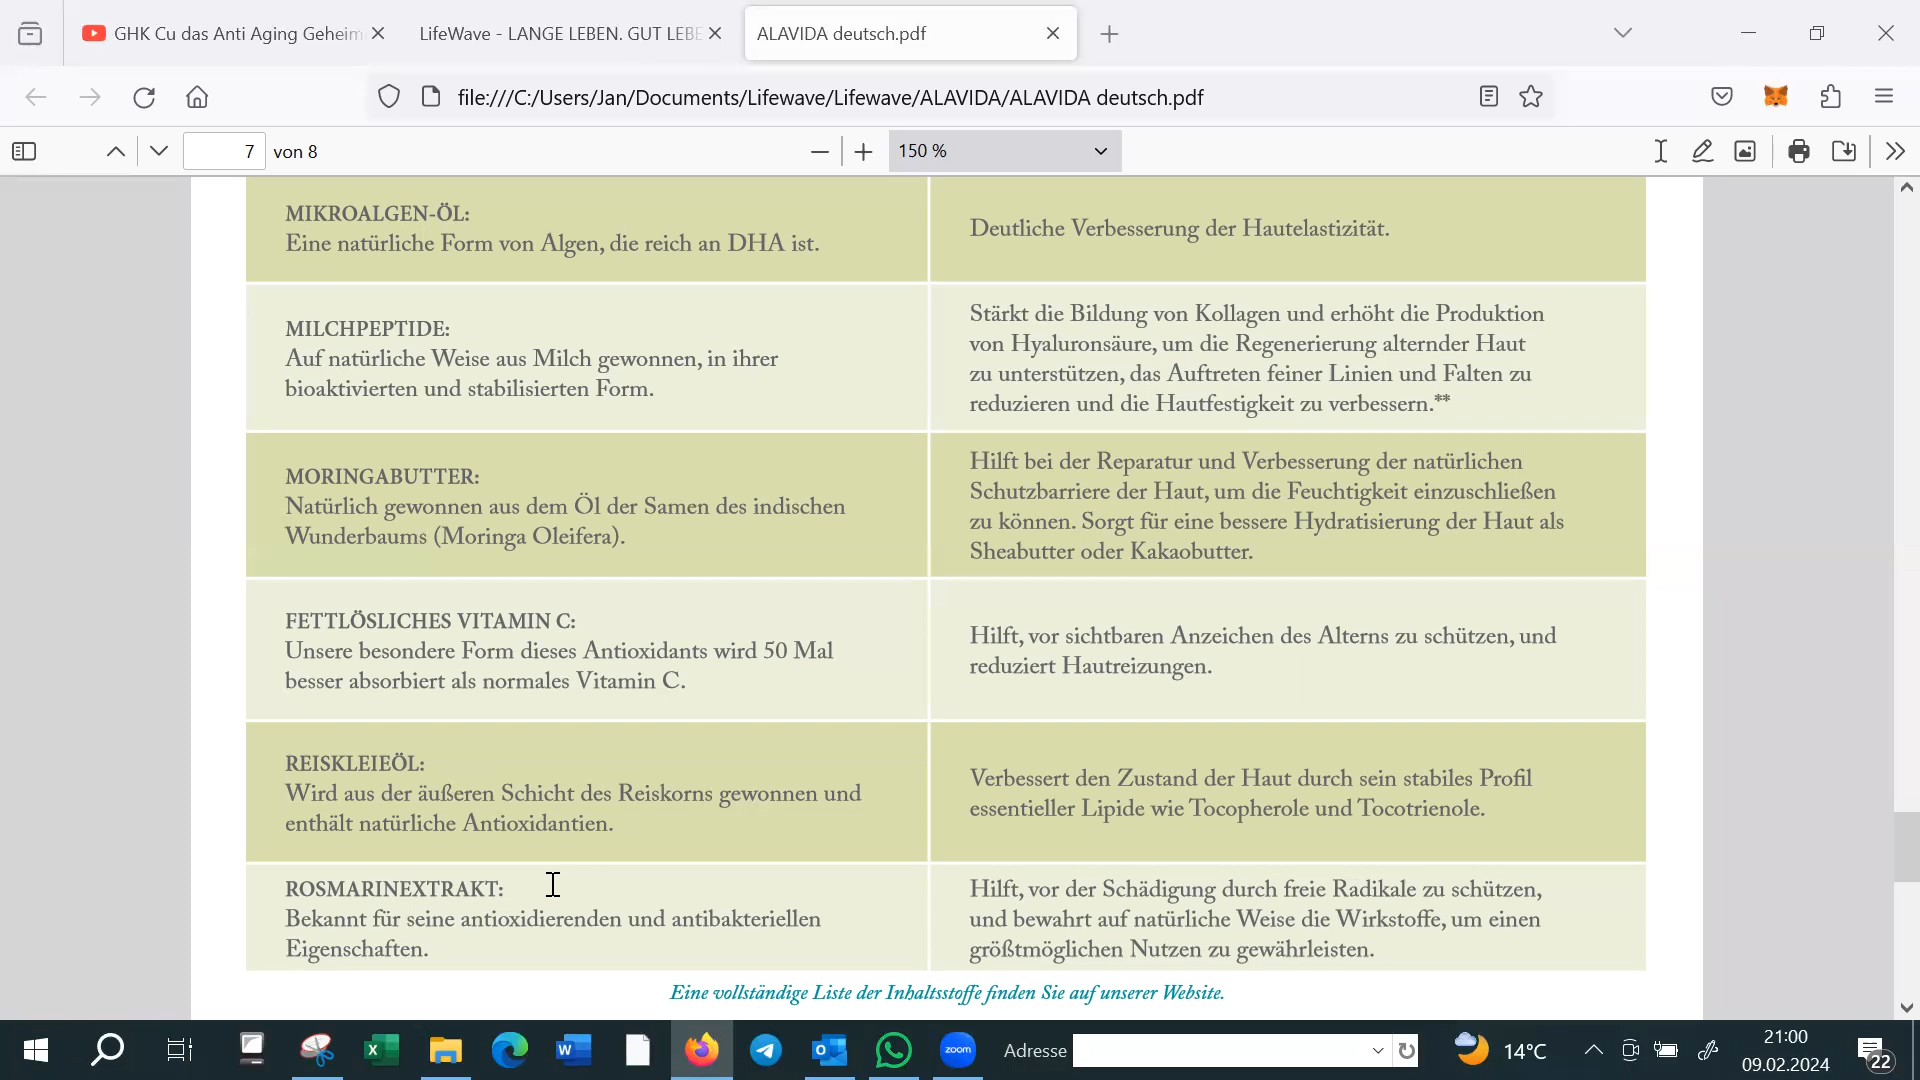 GHK Cu das Anti Aging Geheim
LifeWave - LANGE LEBEN. GUT LEBE
ALAVIDA deutsch.pdf
file:///C:/Users/Jan/Documents/Lifewave/Lifewave/ALAVIDA/ALAVIDA deutsch.pdf
7 von 8
150 %
MIKROALGEN-ÖL:
Eine natürliche Form von Algen, die reich an DHA ist.
Deutliche Verbesserung der Hautelastizität.
MILCHPEPTIDE:
Auf natürliche Weise aus Milch gewonnen, in ihrer
bioaktivierten und stabilisierten Form.
Stärkt die Bildung von Kollagen und erhöht die Produktion
von Hyaluronsäure, um die Regenerierung alternder Haut
zu unterstützen, das Auftreten feiner Linien und Falten zu
reduzieren und die Hautfestigkeit zu verbessern.**
MORINGABUTTER:
Natürlich gewonnen aus dem Öl der Samen des indischen
Wunderbaums (Moringa Oleifera).
Hilft bei der Reparatur und Verbesserung der natürlichen
Schutzbarriere der Haut, um die Feuchtigkeit einzuschließen
zu können. Sorgt für eine bessere Hydratisierung der Haut als
Sheabutter oder Kakaobutter.
FETTLÖSLICHES VITAMIN C:
Unsere besondere Form dieses Antioxidants wird 50 Mal
besser absorbiert als normales Vitamin C.
Hilft, vor sichtbaren Anzeichen des Alterns zu schützen, und
reduziert Hautreizungen.
REISKLEIEÖL:
Wird aus der äußeren Schicht des Reiskorns gewonnen und
enthält natürliche Antioxidantien.
Verbessert den Zustand der Haut durch sein stabiles Profil
essentieller Lipide wie Tocopherole und Tocotrienole.
ROSMARINEXTRAKT:
Bekannt für seine antioxidierenden und antibakteriellen
Eigenschaften.
Hilft, vor der Schädigung durch freie Radikale zu schützen,
und bewahrt auf natürliche Weise die Wirkstoffe, um einen
größtmöglichen Nutzen zu gewährleisten.
Eine vollständige Liste der Inhaltsstoffe finden Sie auf unserer Website.
zoom
Adresse
14°C
21:00
09.02.2024
22